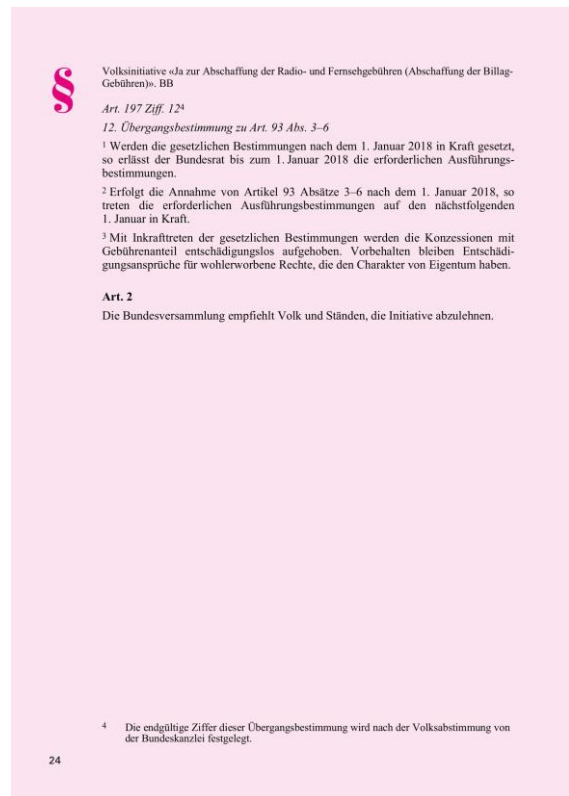 §
Volksinitiative «Ja zur Abschaffung der Radio- und Fernsehgebühren (Abschaffung der Billag-
Gebühren)». BB
Art. 197 Ziff. 12⁴
12. Übergangsbestimmung zu Art. 93 Abs. 3–6
¹ Werden die gesetzlichen Bestimmungen nach dem 1. Januar 2018 in Kraft gesetzt,
so erlässt der Bundesrat bis zum 1. Januar 2018 die erforderlichen Ausführungs-
bestimmungen.
² Erfolgt die Annahme von Artikel 93 Absätze 3–6 nach dem 1. Januar 2018, so
treten die erforderlichen Ausführungsbestimmungen auf den nächstfolgenden
1. Januar in Kraft.
³ Mit Inkrafttreten der gesetzlichen Bestimmungen werden die Konzessionen mit
Gebührenanteil entschädigungslos aufgehoben. Vorbehalten bleiben Entschädi-
gungsansprüche für wohlerworbene Rechte, die den Charakter von Eigentum haben.
Art. 2
Die Bundesversammlung empfiehlt Volk und Ständen, die Initiative abzulehnen.
⁴ Die endgültige Ziffer dieser Übergangsbestimmung wird nach der Volksabstimmung von
der Bundeskanzlei festgelegt.
24